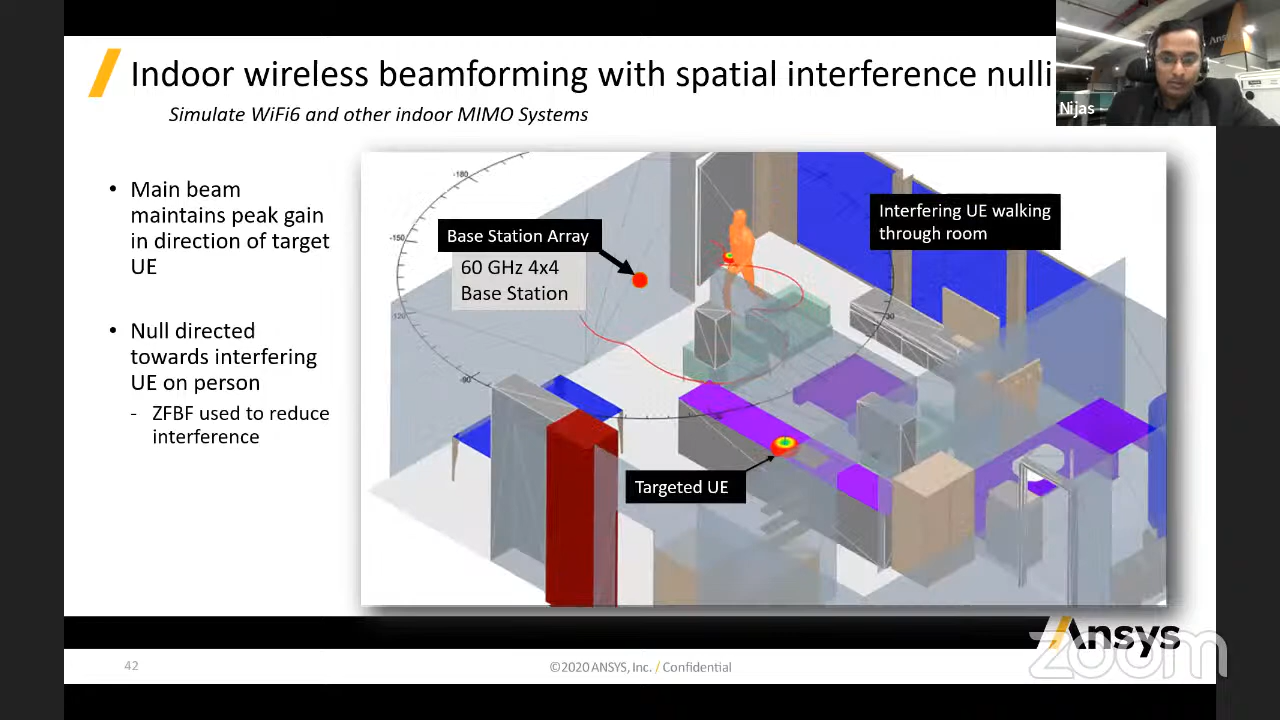 Indoor wireless beamforming with spatial interference nulli
Simulate WiFi6 and other indoor MIMO Systems
Nijas
• Main beam
maintains peak gain
in direction of target
UE
• Null directed
towards interfering
UE on person
- ZFBF used to reduce
interference
-180
-150
120
-90
-30
Base Station Array
60 GHz 4x4
Base Station
Interfering UE walking
through room
Targeted UE
Ansys
zoom
42
©2020 ANSYS, Inc. / Confidential